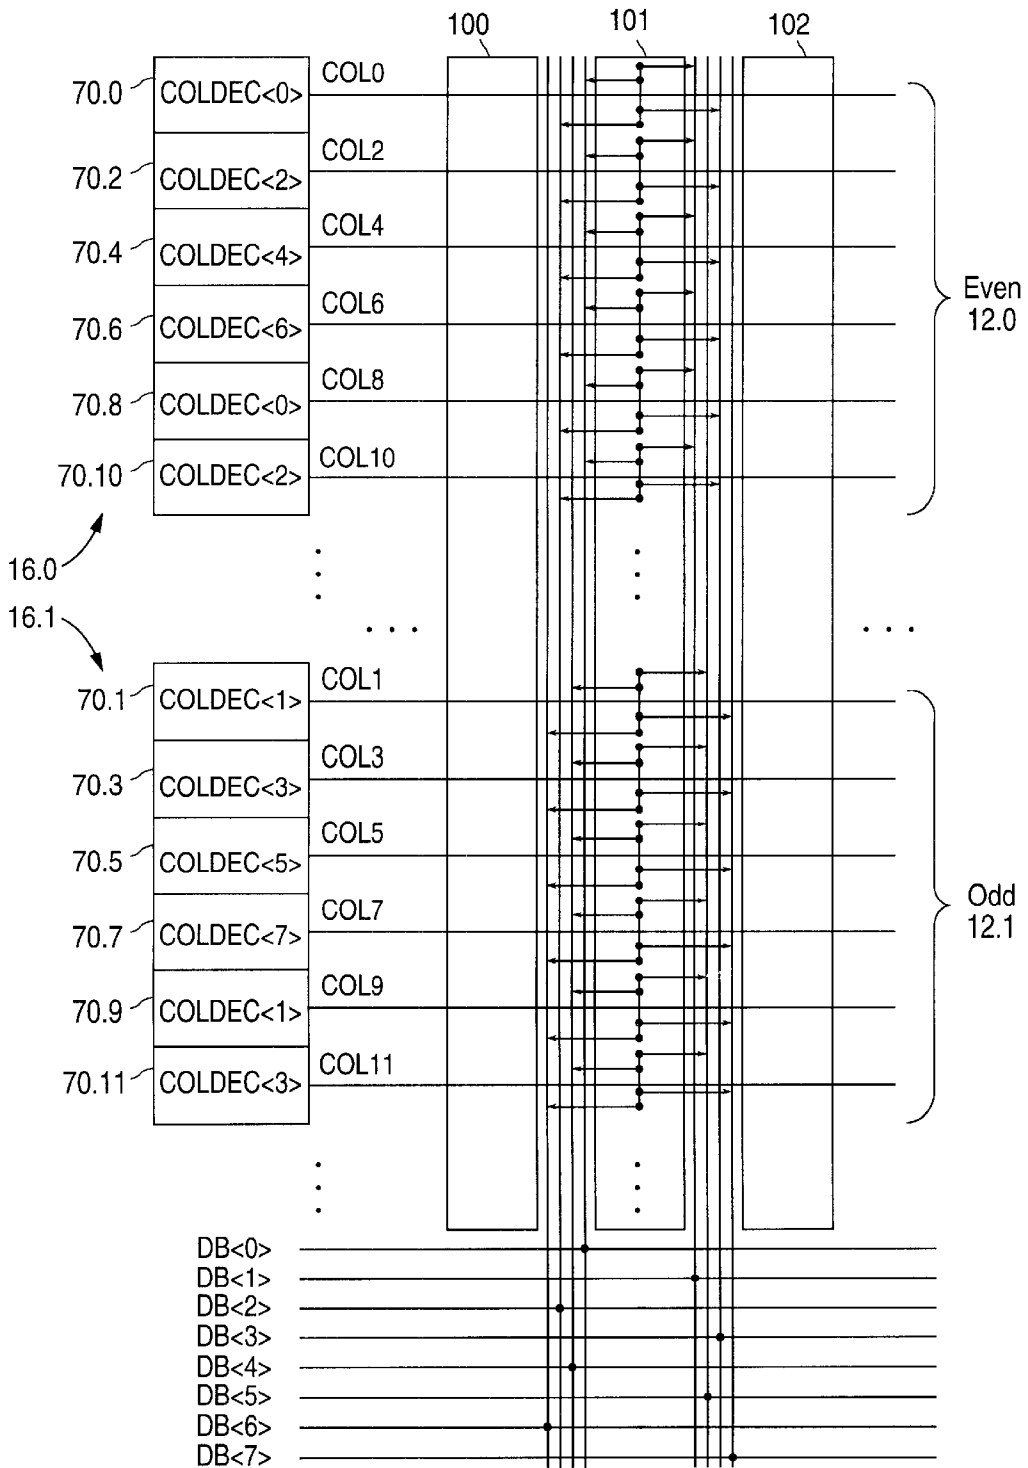 100
101
102
70.0 COLDEC<0> COL0
70.2 COLDEC<2> COL2
70.4 COLDEC<4> COL4
70.6 COLDEC<6> COL6
70.8 COLDEC<0> COL8
70.10 COLDEC<2> COL10
Even
12.0
16.0
16.1
70.1 COLDEC<1> COL1
70.3 COLDEC<3> COL3
70.5 COLDEC<5> COL5
70.7 COLDEC<7> COL7
70.9 COLDEC<1> COL9
70.11 COLDEC<3> COL11
Odd
12.1
DB<0>
DB<1>
DB<2>
DB<3>
DB<4>
DB<5>
DB<6>
DB<7>